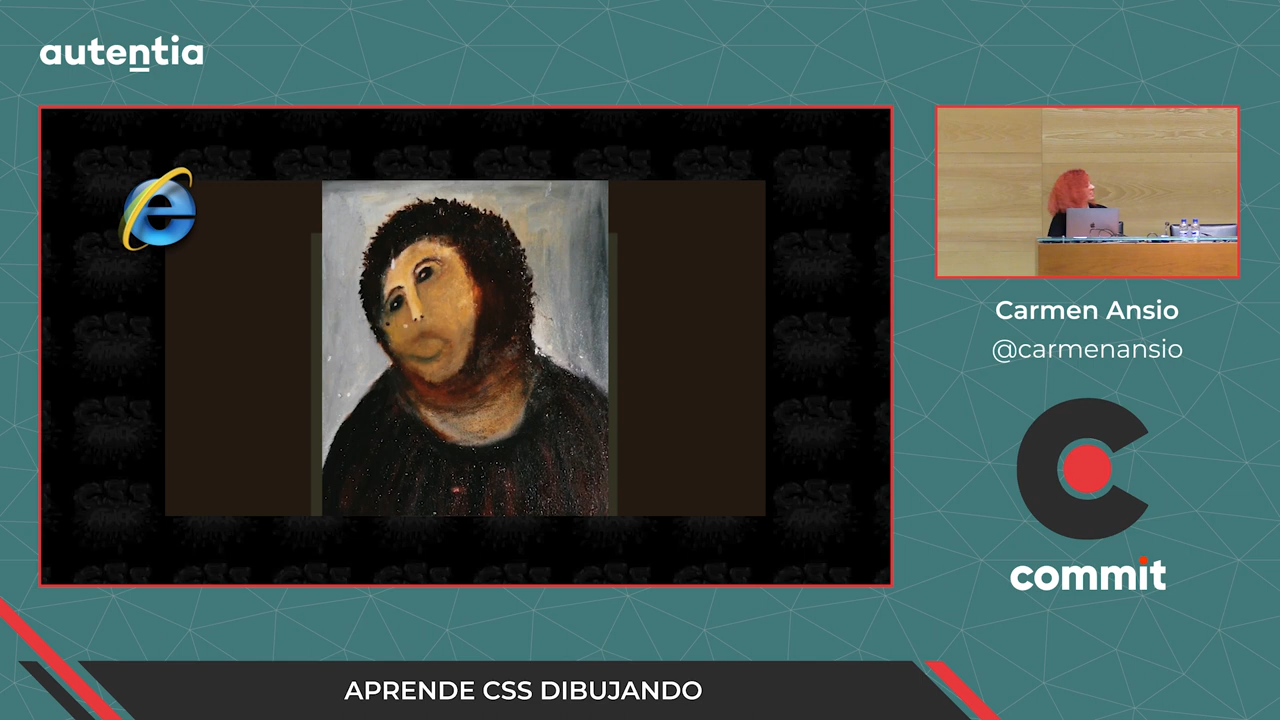 autentia
Carmen Ansio
@carmenansio
commit
APRENDE CSS DIBUJANDO